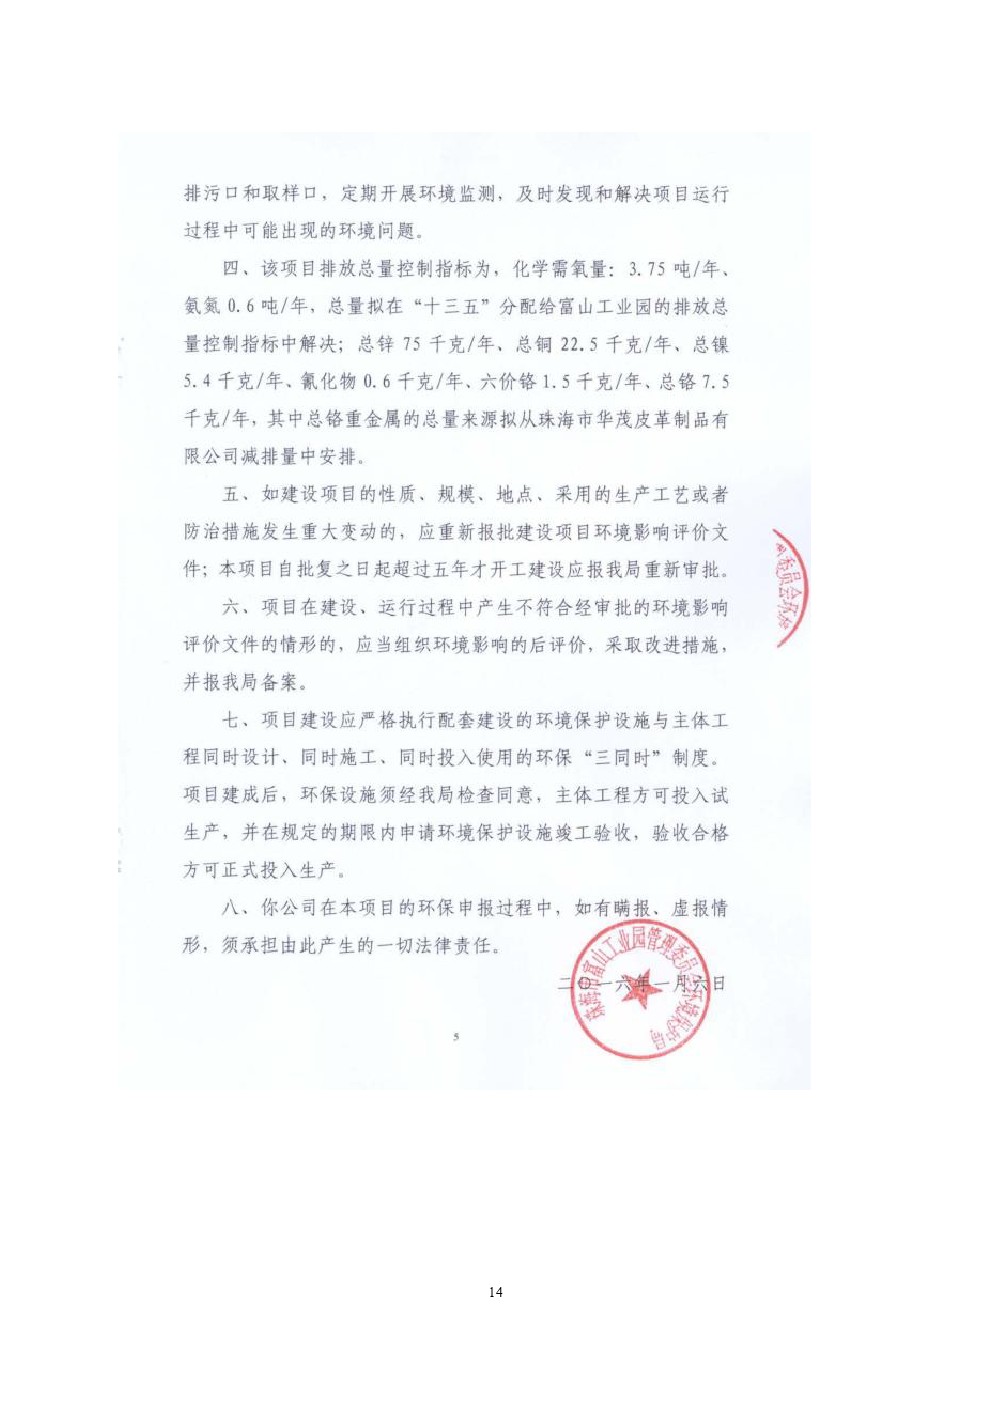 排污口和取样口，定期开展环境监测，及时发现和解决项目运行
过程中可能出现的环境问题。
四、该项目排放总量控制指标为，化学需氧量：3.75 吨/年、
氨氮 0.6 吨/年，总量拟在“十三五”分配给富山工业园的排放总
量控制指标中解决；总锌 75 千克/年、总铜 22.5 千克/年、总镍
5.4 千克/年、氰化物 0.6 千克/年、六价铬 1.5 千克/年、总铬 7.5
千克/年，其中总铬重金属的总量来源拟从珠海市华茂皮革制品有
限公司减排量中安排。
五、如建设项目的性质、规模、地点、采用的生产工艺或者
防治措施发生重大变动的，应重新报批建设项目环境影响评价文
件；本项目自批复之日起超过五年才开工建设应报我局重新审批。
六、项目在建设、运行过程中产生不符合经审批的环境影响
评价文件的情形的，应当组织环境影响的后评价，采取改进措施，
并报我局备案。
七、项目建设应严格执行配套建设的环境保护设施与主体工
程同时设计、同时施工、同时投入使用的环保“三同时”制度。
项目建成后，环保设施须经我局检查同意，主体工程方可投入试
生产，并在规定的期限内申请环境保护设施竣工验收，验收合格
方可正式投入生产。
八、你公司在本项目的环保申报过程中，如有瞒报、虚报情
形，须承担由此产生的一切法律责任。
二〇一六年一月六日
珠海市富山工业园管理委员会环境保护局
委员会环
5
14